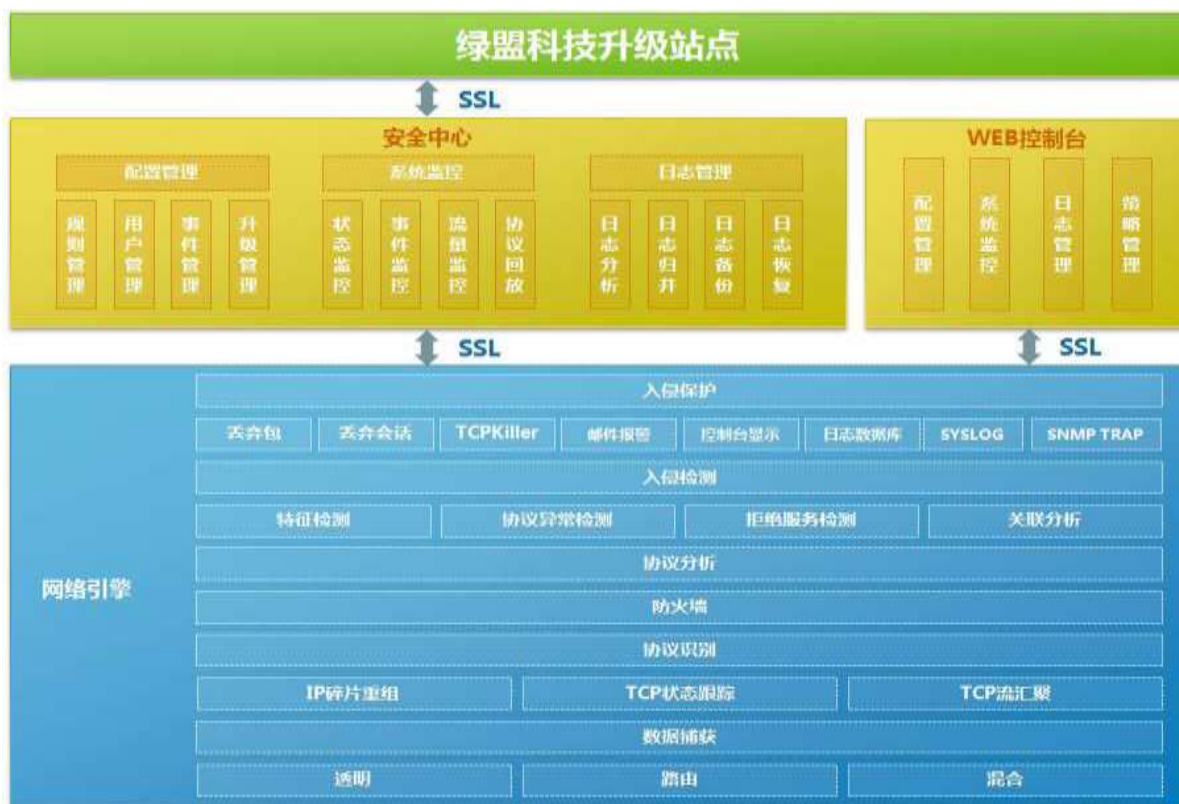 绿盟科技升级站点
SSL
安全中心
配置管理
规则管理
用户管理
事件管理
升级管理
系统监控
状态监控
事件监控
流量监控
协议回放
日志管理
日志分析
日志归并
日志备份
日志恢复
WEB控制台
配置管理
系统监控
日志管理
策略管理
SSL
SSL
网络引擎
入侵保护
丢弃包 丢弃会话 TCPKiller 邮件报警 控制台显示 日志数据库 SYSLOG SNMP TRAP
入侵检测
特征检测 协议异常检测 拒绝服务检测 关联分析
协议分析
防火墙
协议识别
IP碎片重组 TCP状态跟踪 TCP流汇聚
数据捕获
透明 路由 混合